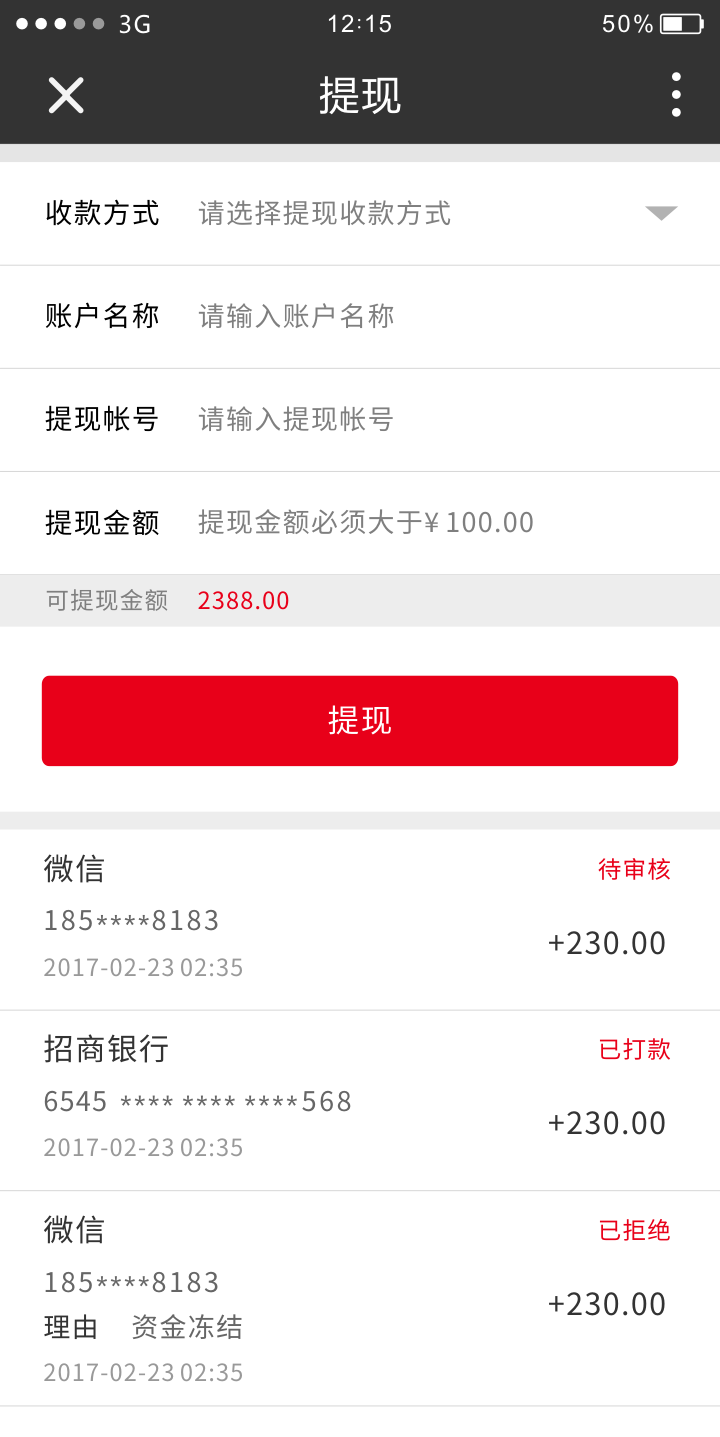 3G 12:15 50%
提现
收款方式 请选择提现收款方式
账户名称 请输入账户名称
提现帐号 请输入提现帐号
提现金额 提现金额必须大于¥100.00
可提现金额 2388.00
提现
微信 待审核
185****8183
+230.00
2017-02-23 02:35
招商银行 已打款
6545 **** **** ****568
+230.00
2017-02-23 02:35
微信 已拒绝
185****8183
+230.00
理由 资金冻结
2017-02-23 02:35